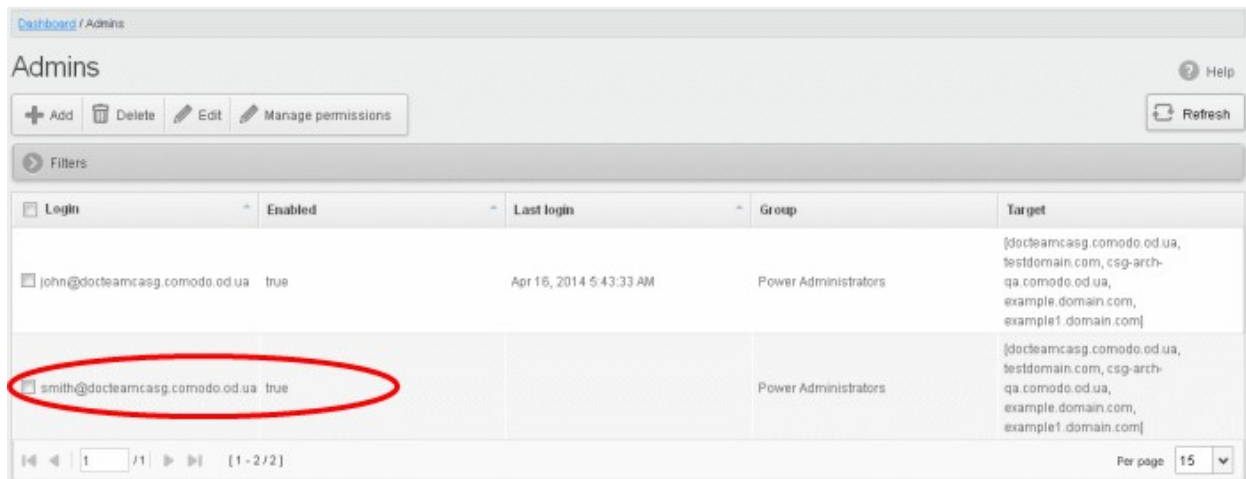 Dashboard / Admins
Admins
Help
Add Delete Edit Manage permissions
Refresh
Filters
Login Enabled Last login Group Target
[docteamcasg.comodo.od.ua,
testdomain.com, csg-arch-
john@docteamcasg.comodo.od.ua true Apr 16, 2014 5:43:33 AM Power Administrators qa.comodo.od.ua,
example.domain.com,
example1.domain.com]
[docteamcasg.comodo.od.ua,
testdomain.com, csg-arch-
smith@docteamcasg.comodo.od.ua true Power Administrators qa.comodo.od.ua,
example.domain.com,
example1.domain.com]
1 /1 [1 - 2 / 2] Per page 15